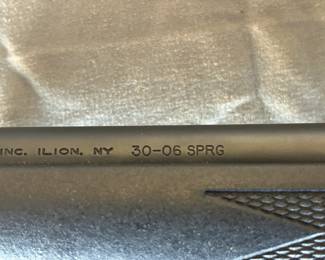 INC. ILION, NY 30-06 SPRG